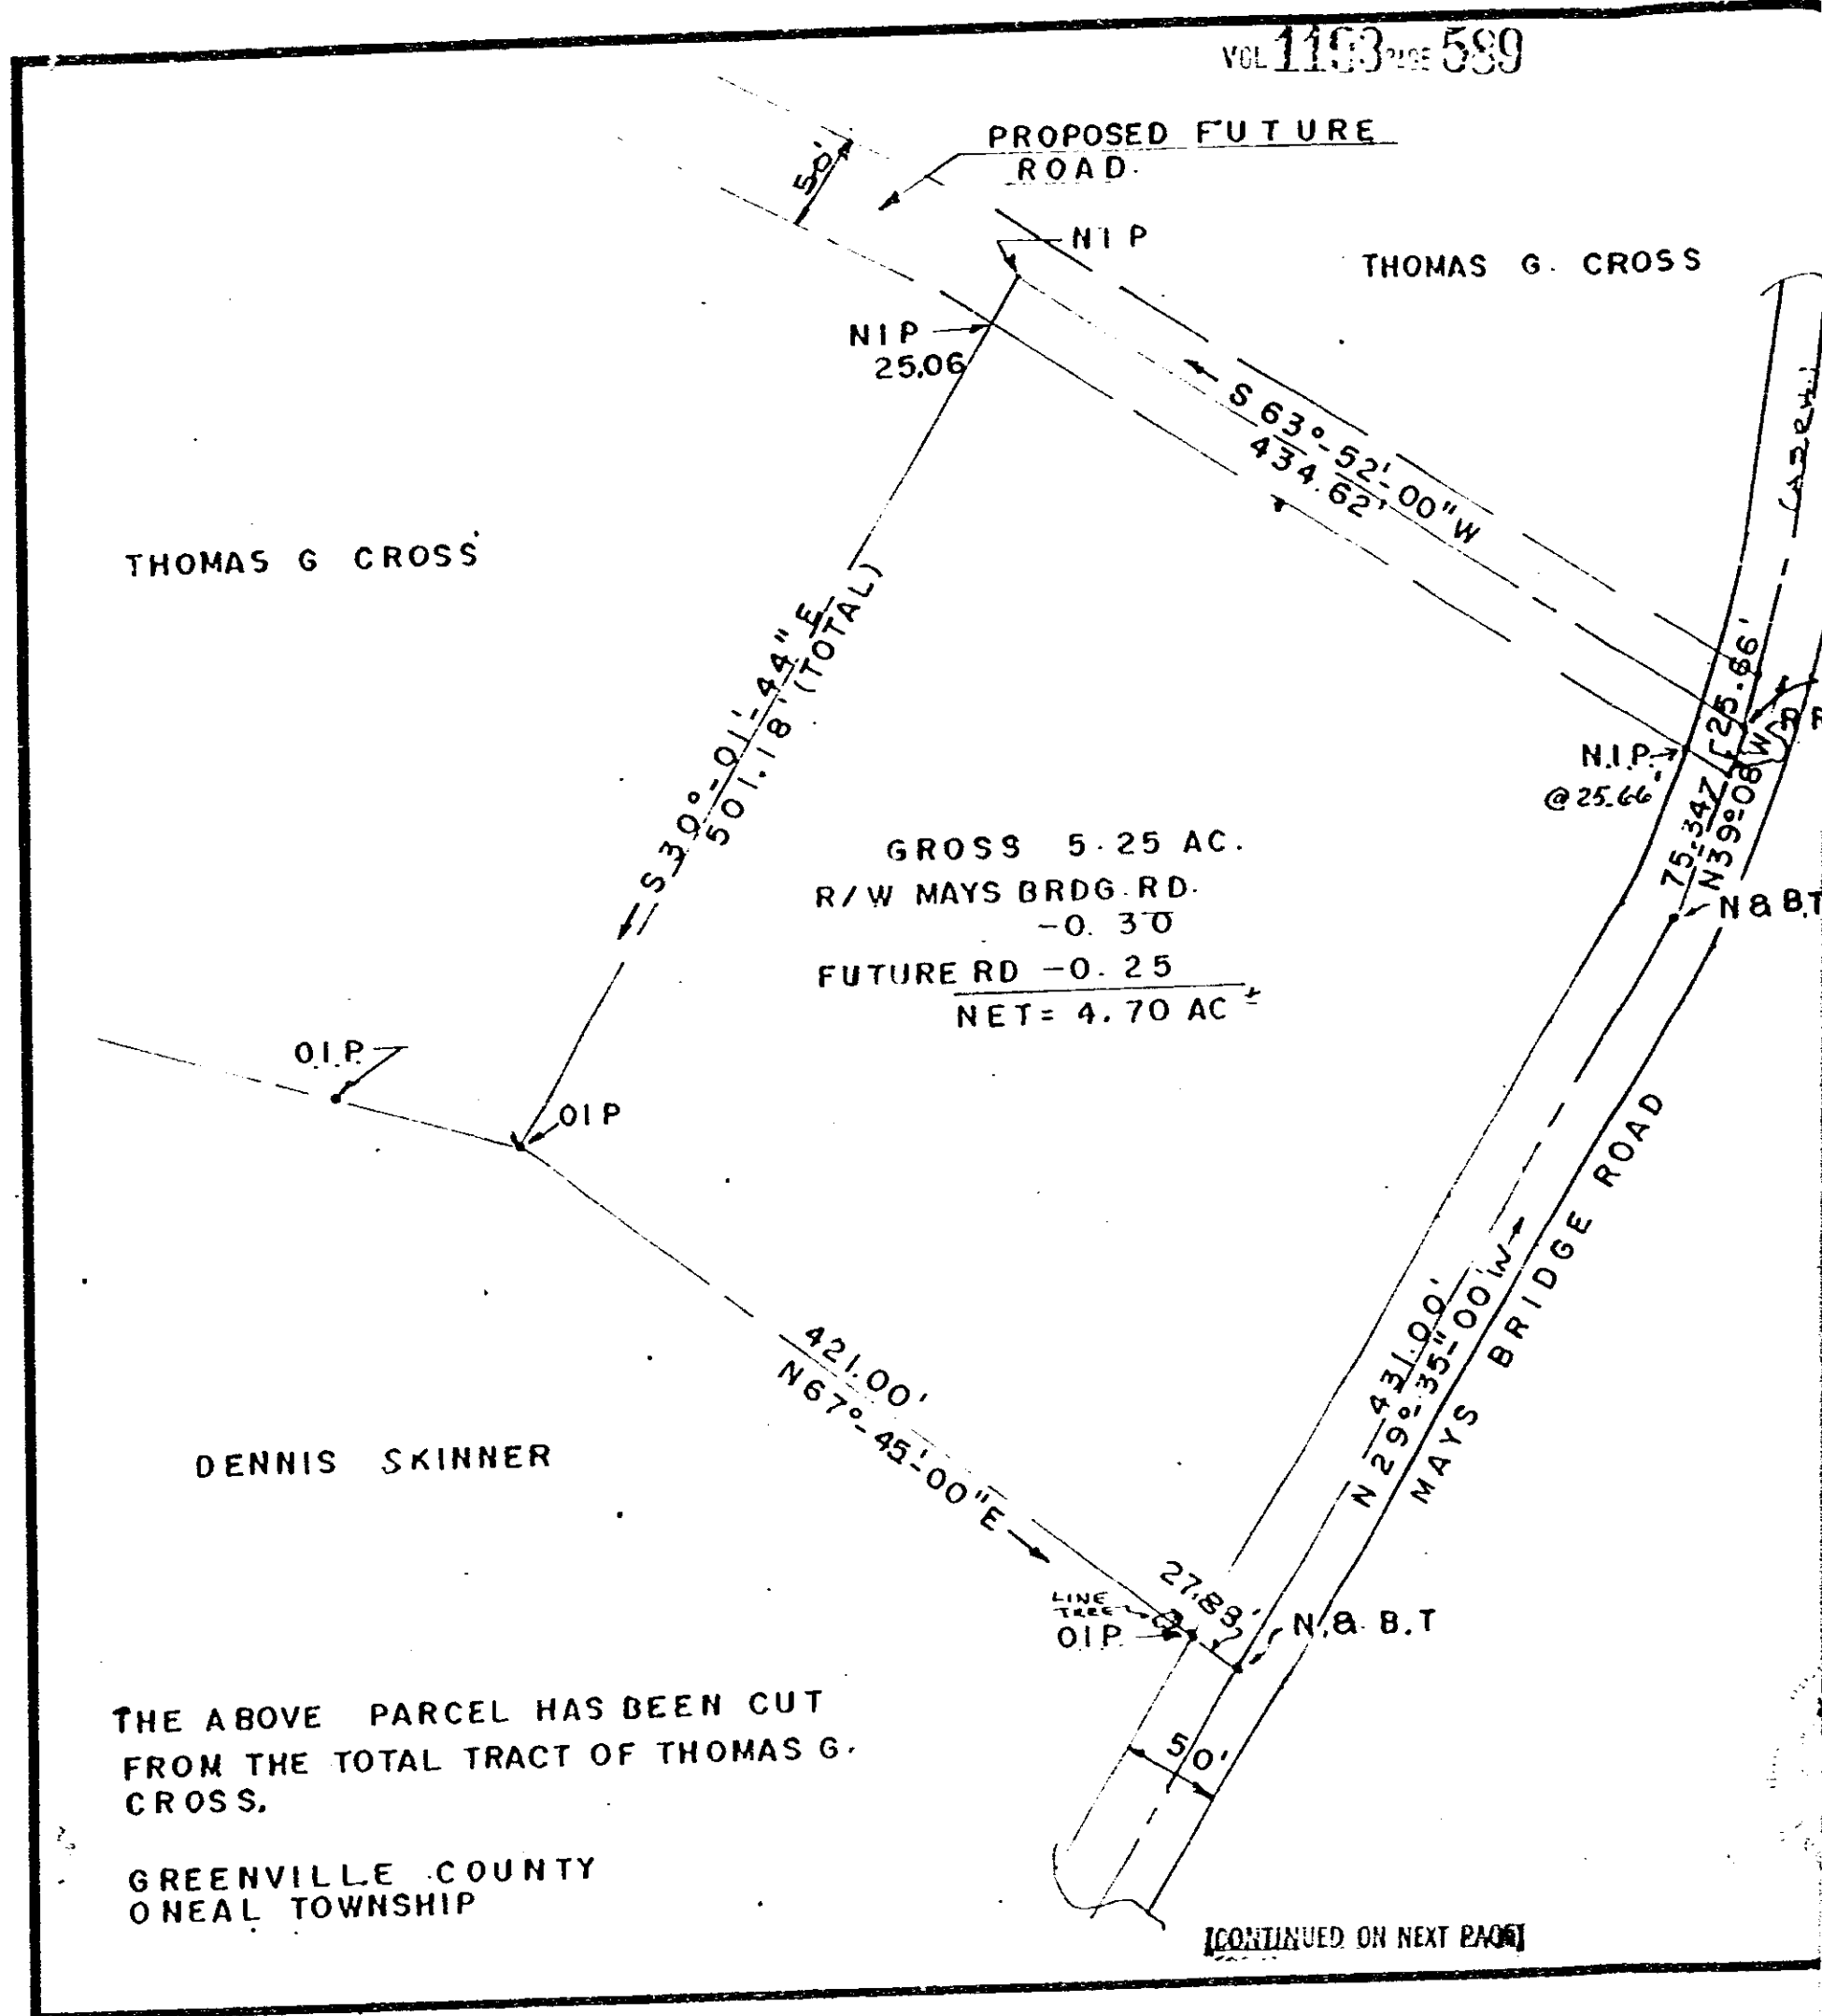 VOL 1193 PAGE 589
PROPOSED FUTURE
ROAD.
50'
NIP
THOMAS G. CROSS
NIP
25.06
S 63°-52'-00"W
434.62'
THOMAS G CROSS
S 30°-01'-44" E
501.18' (TOTAL)
25.66'
N.I.P.
@ 25.66'
75.34
N39°-08
W
N & B.T
GROSS 5.25 AC.
R/W MAYS BRDG. RD.
-0.30
FUTURE RD -0.25
NET= 4.70 AC ±
O.I.P.
OIP
431.00'
N 29°-35"-00'W
MAYS BRIDGE ROAD
421.00'
N67°-45'-00"E
DENNIS SKINNER
27.83'
LINE
TREE
OIP
N.&.B.T
50'
THE ABOVE PARCEL HAS BEEN CUT
FROM THE TOTAL TRACT OF THOMAS G.
CROSS.
GREENVILLE COUNTY
ONEAL TOWNSHIP
[CONTINUED ON NEXT PAGE]